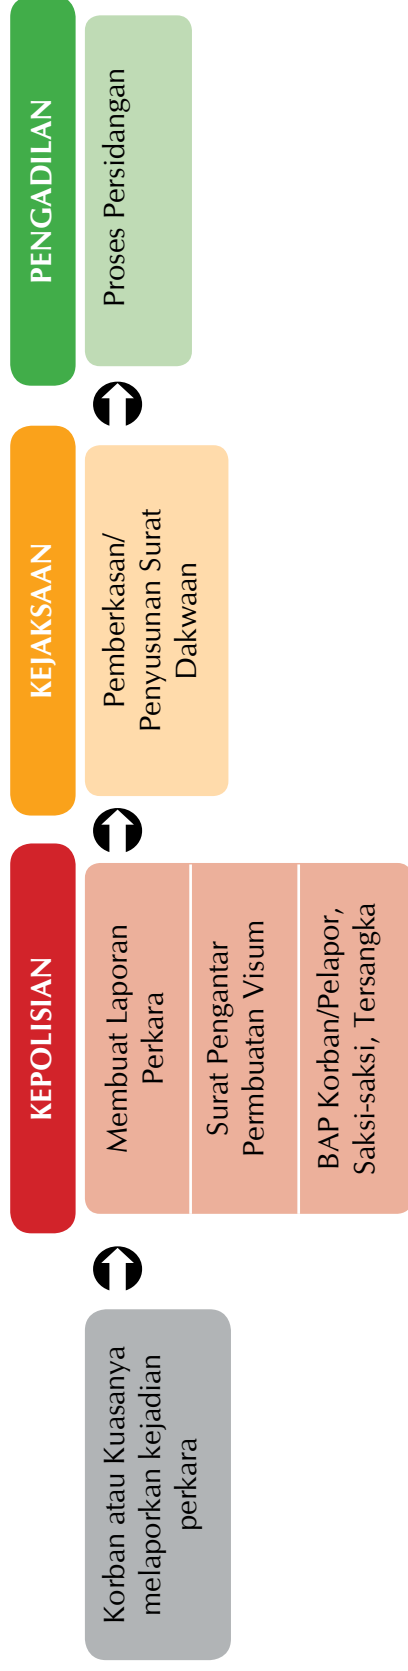 Korban atau Kuasanya
melaporkan kejadian
perkara
KEPOLISIAN
Membuat Laporan
Perkara
Surat Pengantar
Permbuatan Visum
BAP Korban/Pelapor,
Saksi-saksi, Tersangka
KEJAKSAAN
Pemberkasan/
Penyusunan Surat
Dakwaan
PENGADILAN
Proses Persidangan